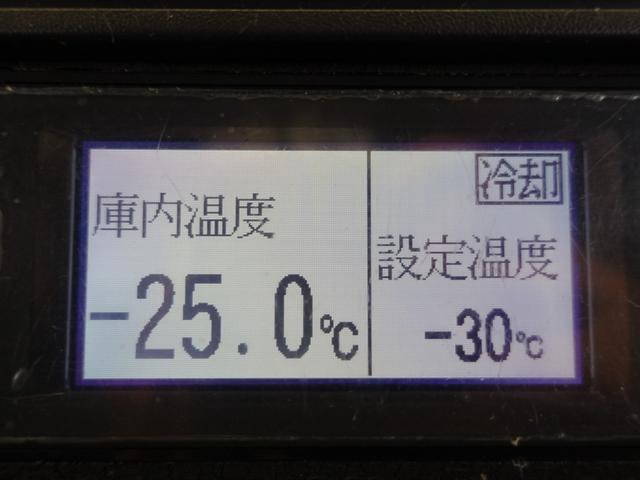 庫内温度
-25.0℃
冷却
設定温度
-30℃